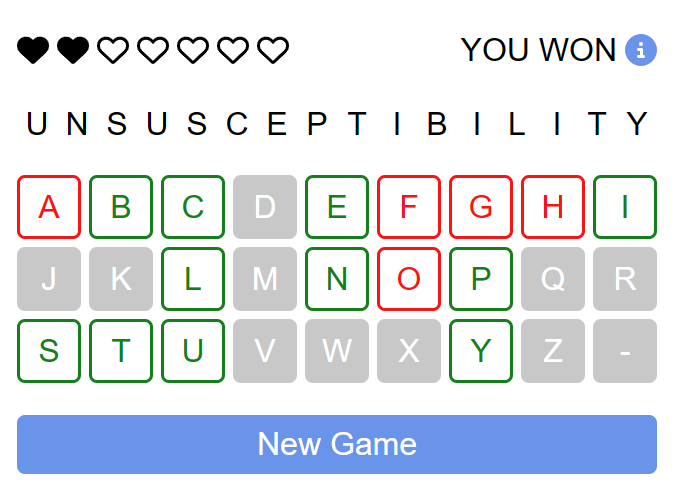 YOU WON i
U N S U S C E P T I B I L I T Y
A B C D E F G H I
J K L M N O P Q R
S T U V W X Y Z -
New Game